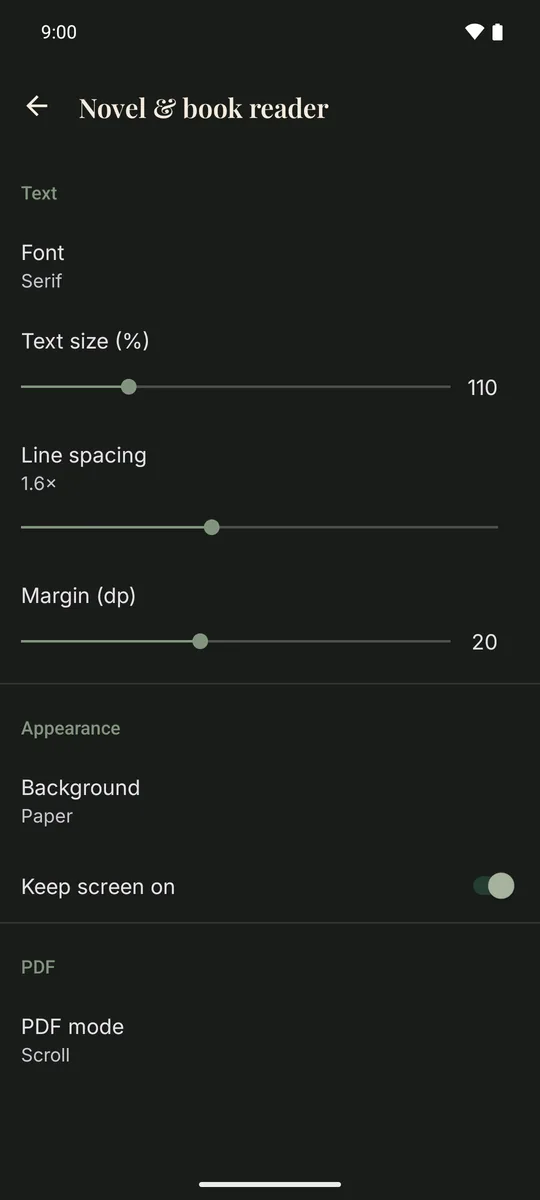 9:00
Novel & book reader
Text
Font
Serif
Text size (%)
110
Line spacing
1.6×
Margin (dp)
20
Appearance
Background
Paper
Keep screen on
PDF
PDF mode
Scroll